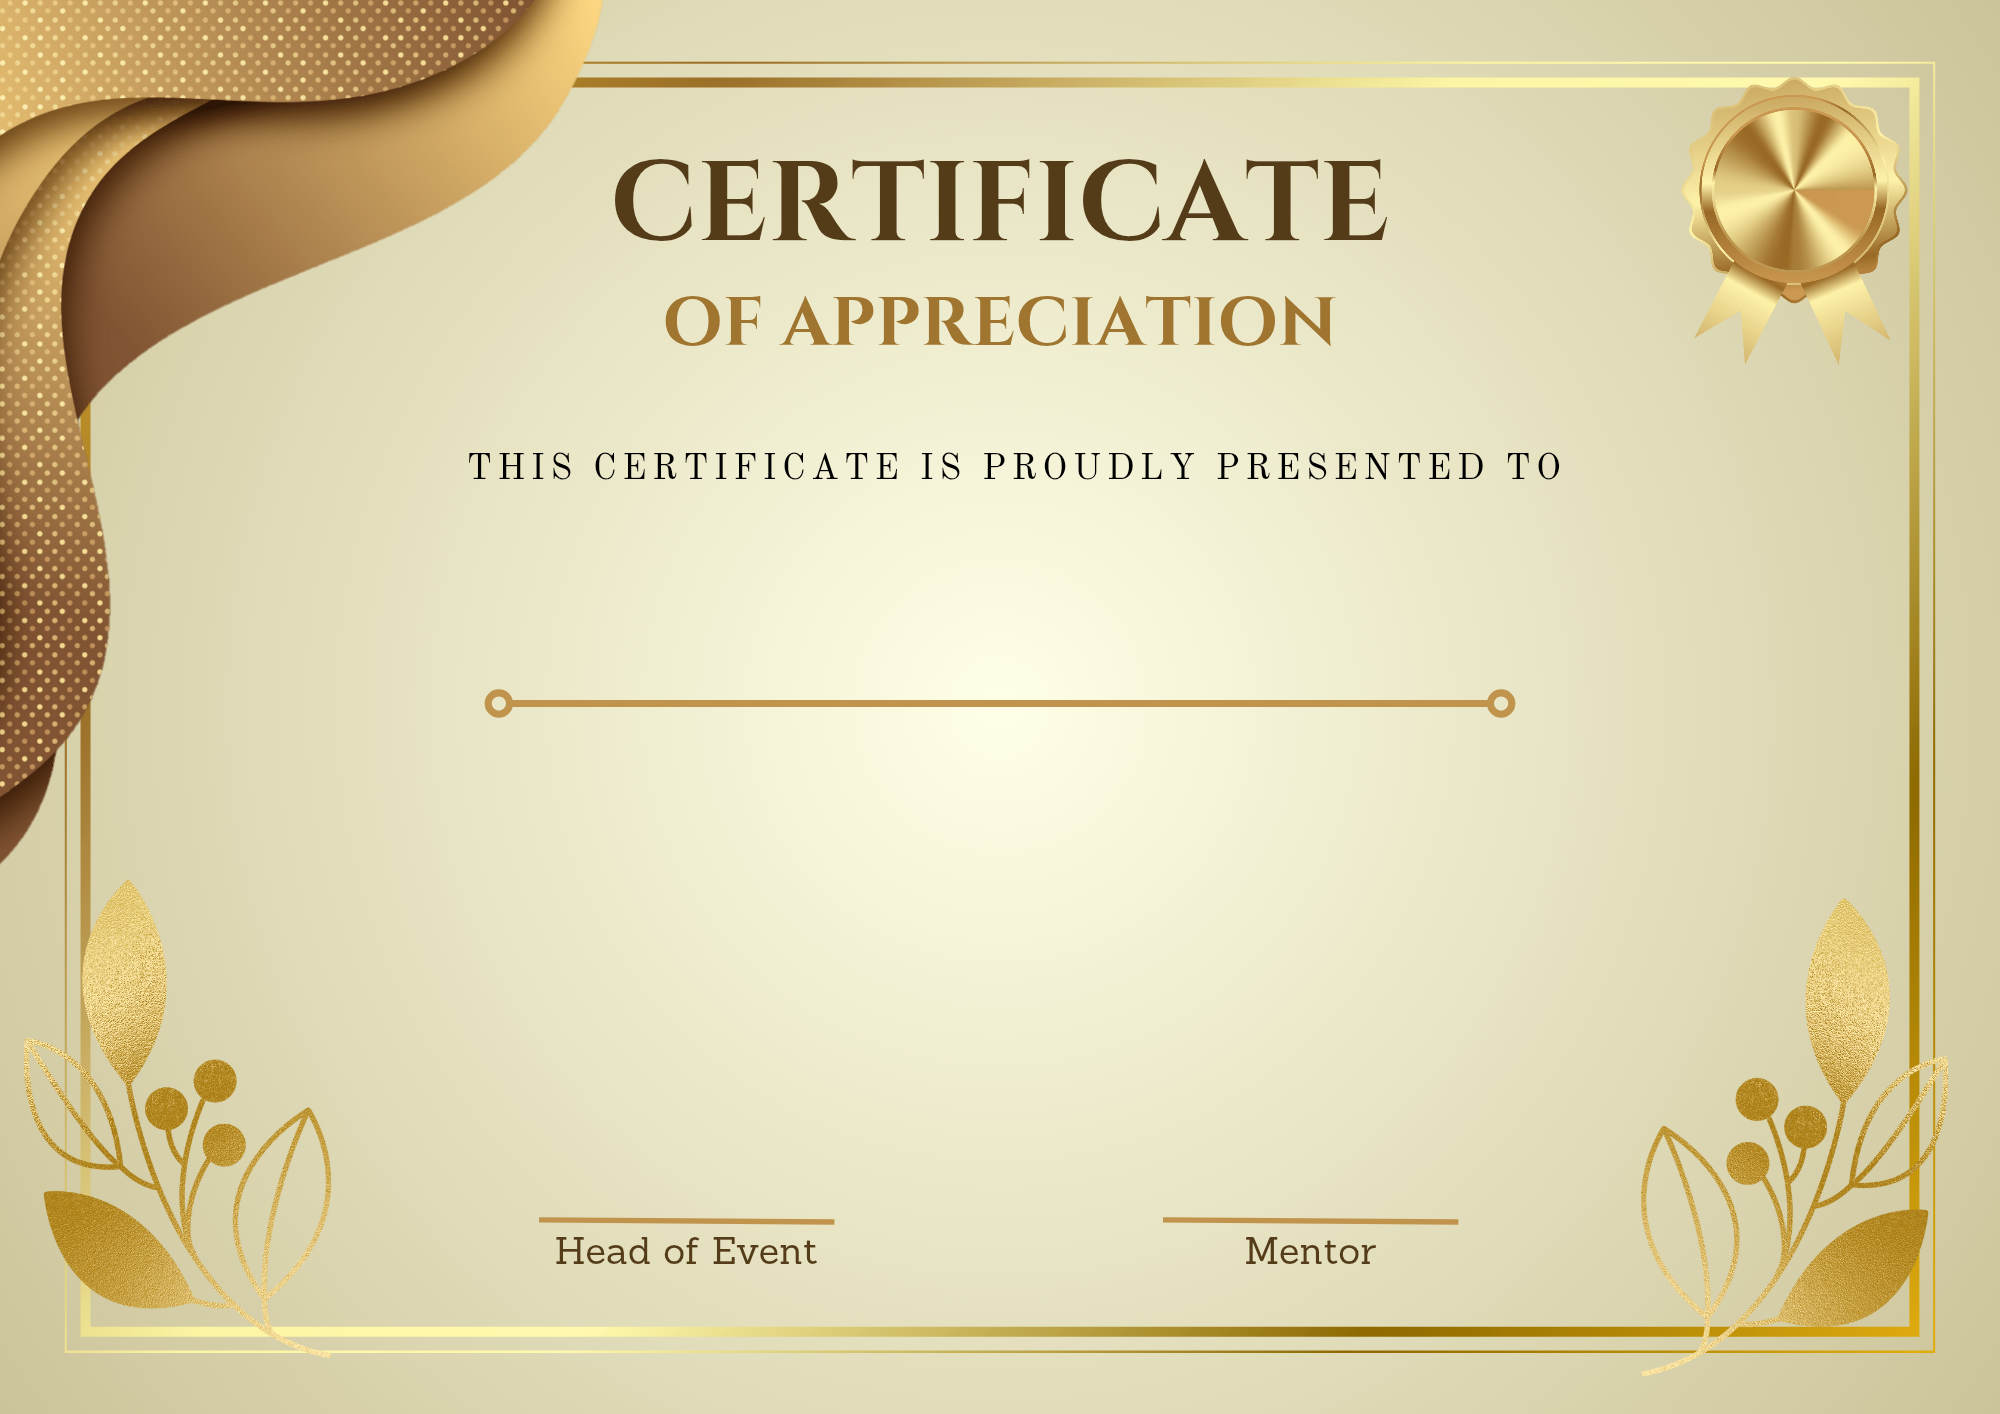 CERTIFICATE
OF APPRECIATION
THIS CERTIFICATE IS PROUDLY PRESENTED TO
Head of Event
Mentor